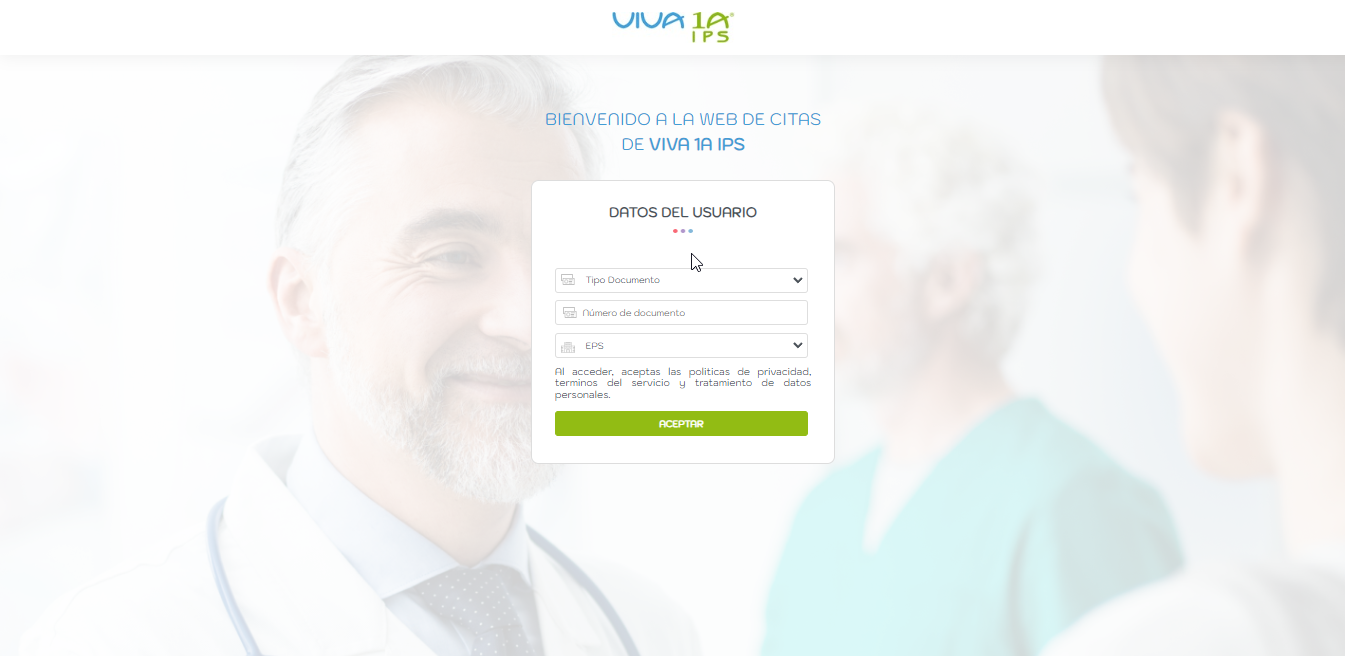 VIVA 1A
IPS
BIENVENIDO A LA WEB DE CITAS
DE VIVA 1A IPS
DATOS DEL USUARIO
Tipo Documento
Número de documento
EPS
Al acceder, aceptas las políticas de privacidad,
terminos del servicio y tratamiento de datos
personales.
ACEPTAR